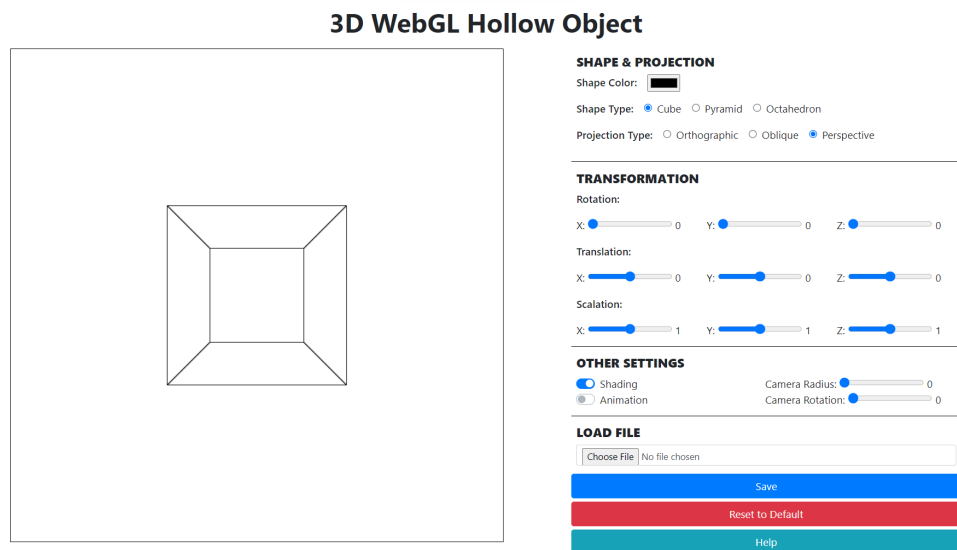 3D WebGL Hollow Object
SHAPE & PROJECTION
Shape Color:
Shape Type: Cube Pyramid Octahedron
Projection Type: Orthographic Oblique Perspective
TRANSFORMATION
Rotation:
X: 0 Y: 0 Z: 0
Translation:
X: 0 Y: 0 Z: 0
Scalation:
X: 1 Y: 1 Z: 1
OTHER SETTINGS
Shading Camera Radius: 0
Animation Camera Rotation: 0
LOAD FILE
Choose File No file chosen
Save
Reset to Default
Help